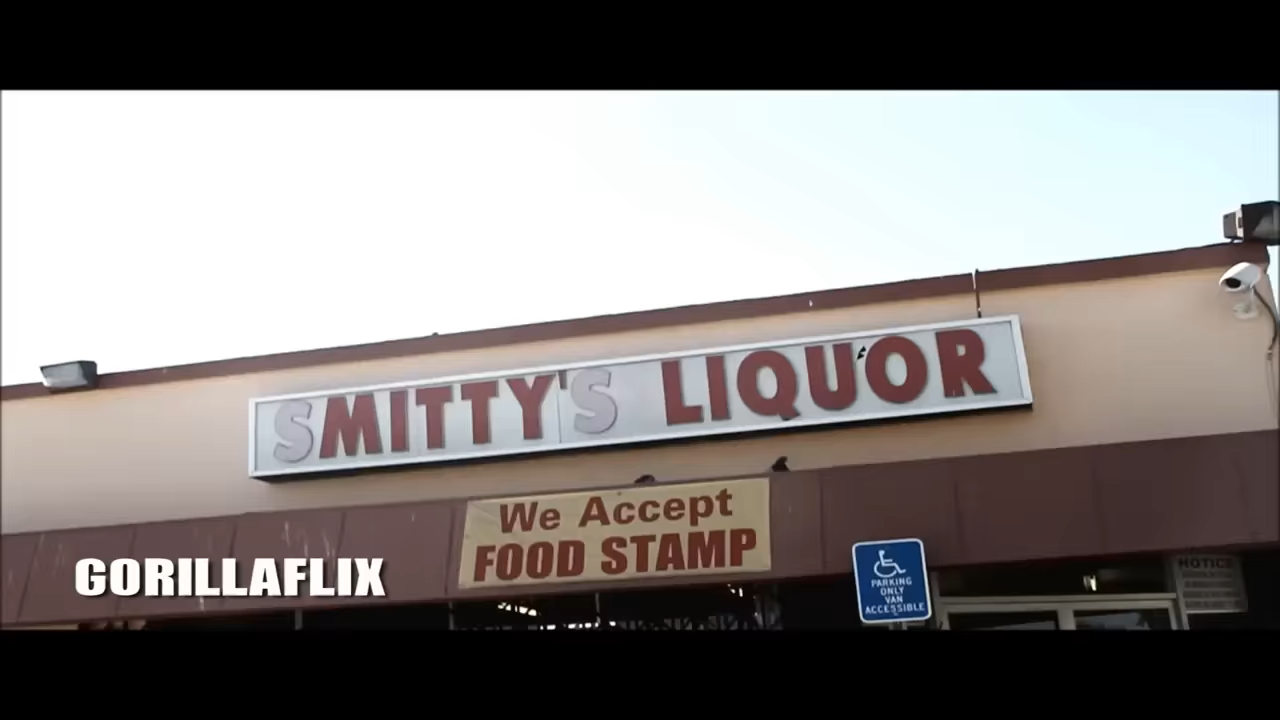 SMITTY'S LIQUOR
We Accept
FOOD STAMP
GORILLAFLIX
PARKING
ONLY
VAN
ACCESSIBLE
NOTICE